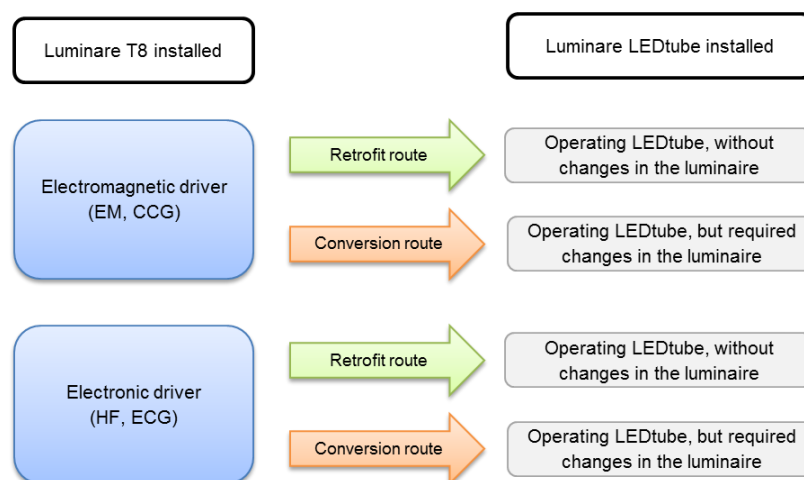 Luminare T8 installed
Luminare LEDtube installed
Electromagnetic driver
(EM, CCG)
Retrofit route
Operating LEDtube, without
changes in the luminaire
Conversion route
Operating LEDtube, but required
changes in the luminaire
Electronic driver
(HF, ECG)
Retrofit route
Operating LEDtube, without
changes in the luminaire
Conversion route
Operating LEDtube, but required
changes in the luminaire